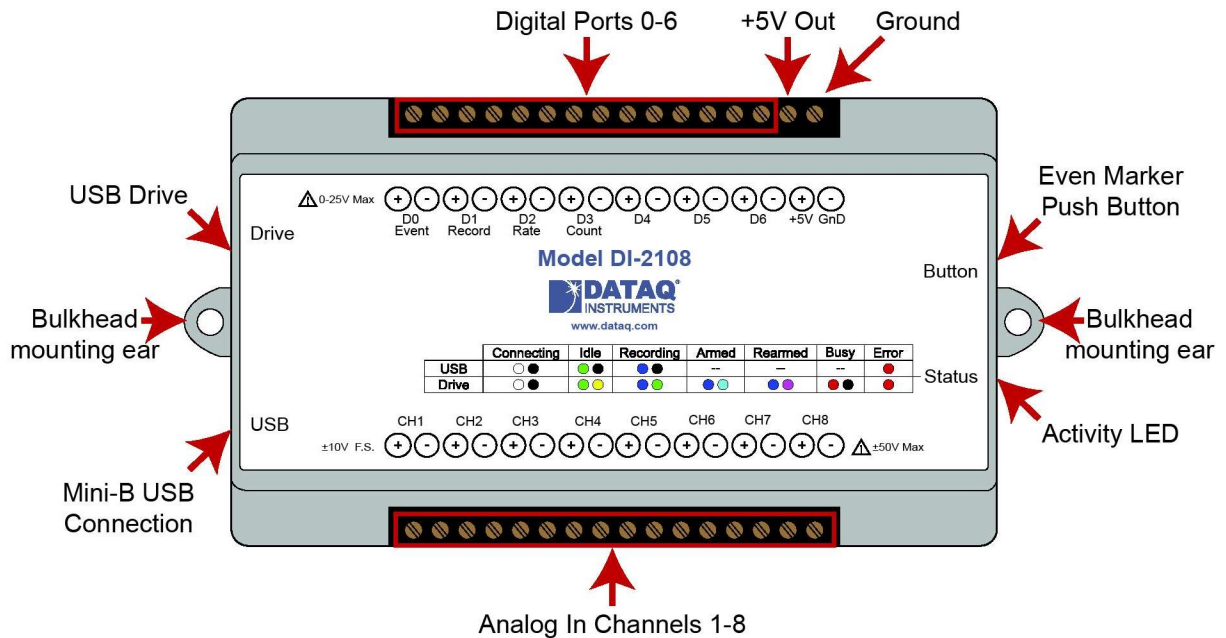 Digital Ports 0-6 +5V Out Ground
USB Drive
Even Marker
Push Button
⚠ 0-25V Max + - + - + - + - + - + - + - + -
D0 D1 D2 D3 D4 D5 D6 +5V GnD
Event Record Rate Count
Drive
Model DI-2108
Button
DATAQ®
INSTRUMENTS
www.dataq.com
Bulkhead
mounting ear
Bulkhead
mounting ear
Connecting Idle Recording Armed Rearmed Busy Error
USB -- -- --
Drive
Status
USB
CH1 CH2 CH3 CH4 CH5 CH6 CH7 CH8
±10V F.S. + - + - + - + - + - + - + - + - ⚠ ±50V Max
Activity LED
Mini-B USB
Connection
Analog In Channels 1-8